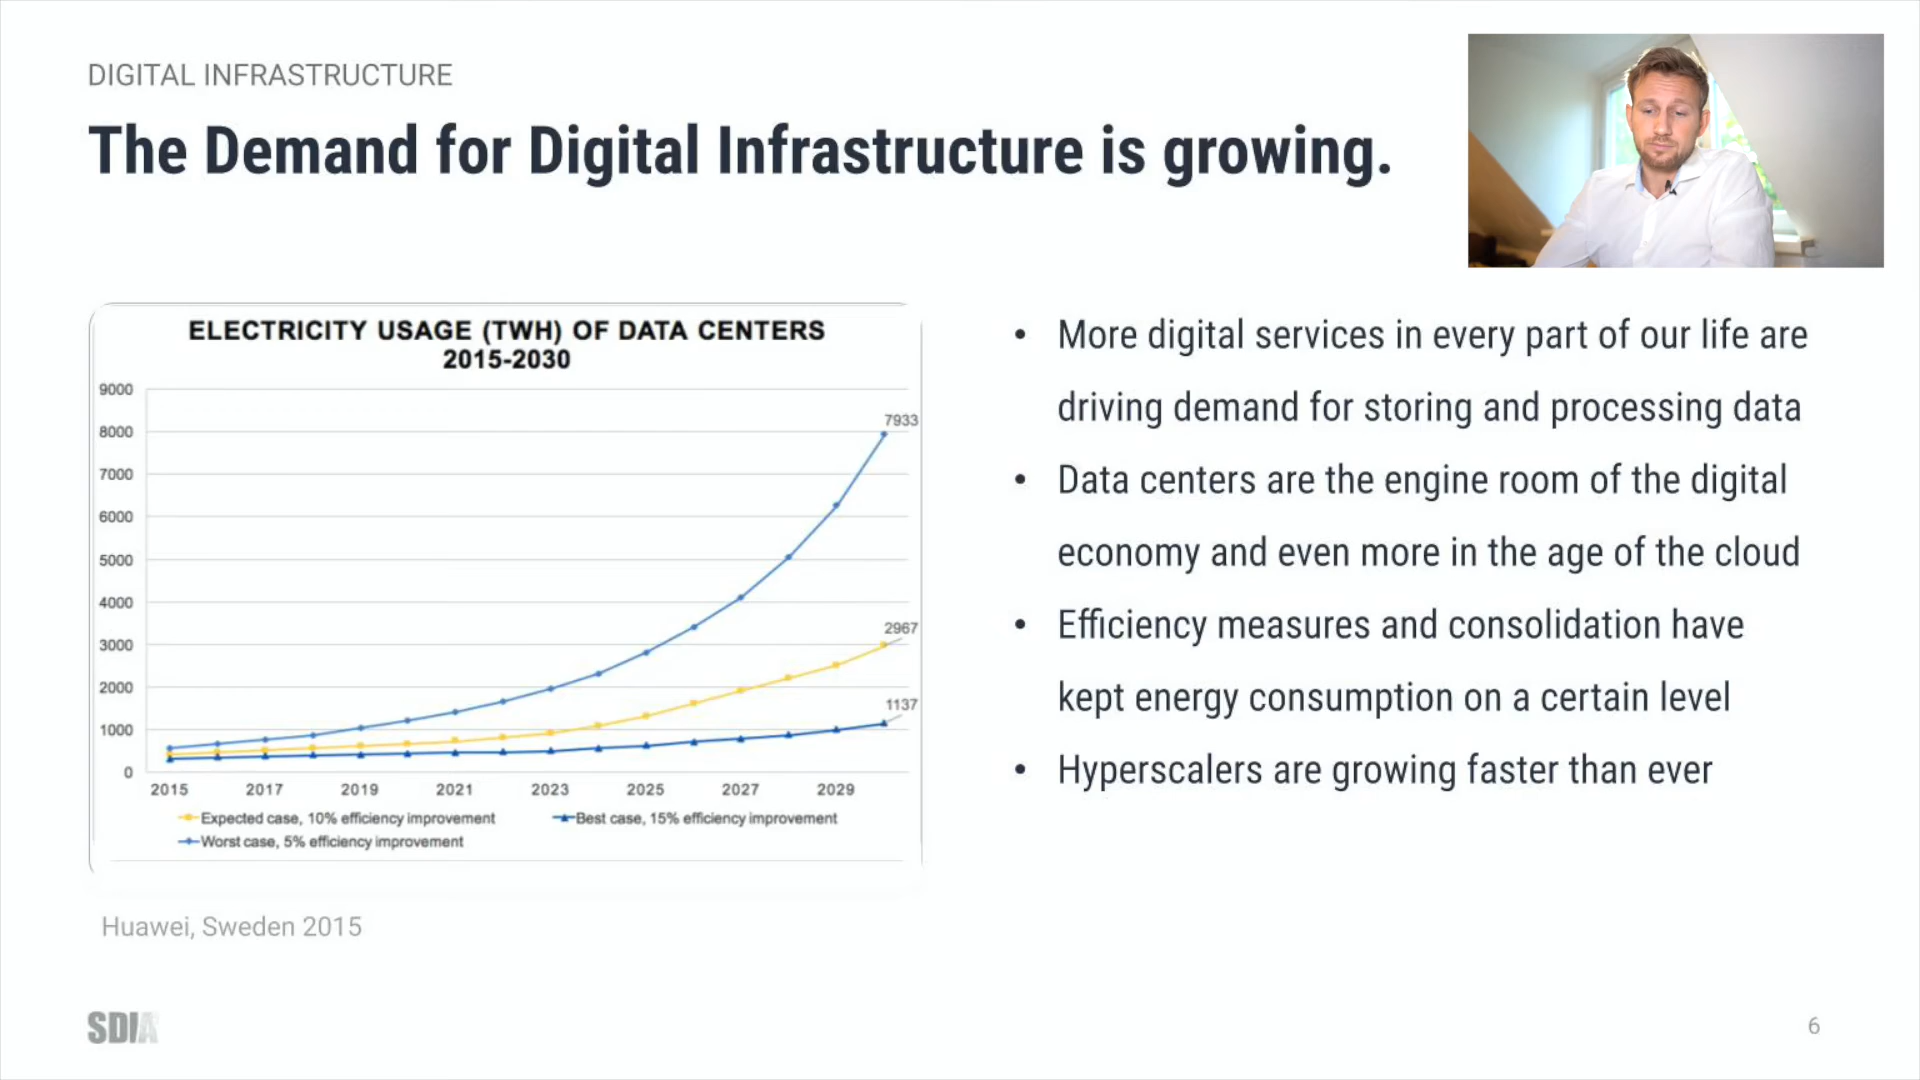 DIGITAL INFRASTRUCTURE
The Demand for Digital Infrastructure is growing.
ELECTRICITY USAGE (TWH) OF DATA CENTERS
2015-2030
9000
8000
7000
6000
5000
4000
3000
2000
1000
0
7933
2967
1137
2015 2017 2019 2021 2023 2025 2027 2029
Expected case, 10% efficiency improvement
Best case, 15% efficiency improvement
Worst case, 5% efficiency improvement
Huawei, Sweden 2015
• More digital services in every part of our life are
driving demand for storing and processing data
• Data centers are the engine room of the digital
economy and even more in the age of the cloud
• Efficiency measures and consolidation have
kept energy consumption on a certain level
• Hyperscalers are growing faster than ever
SDIA
6